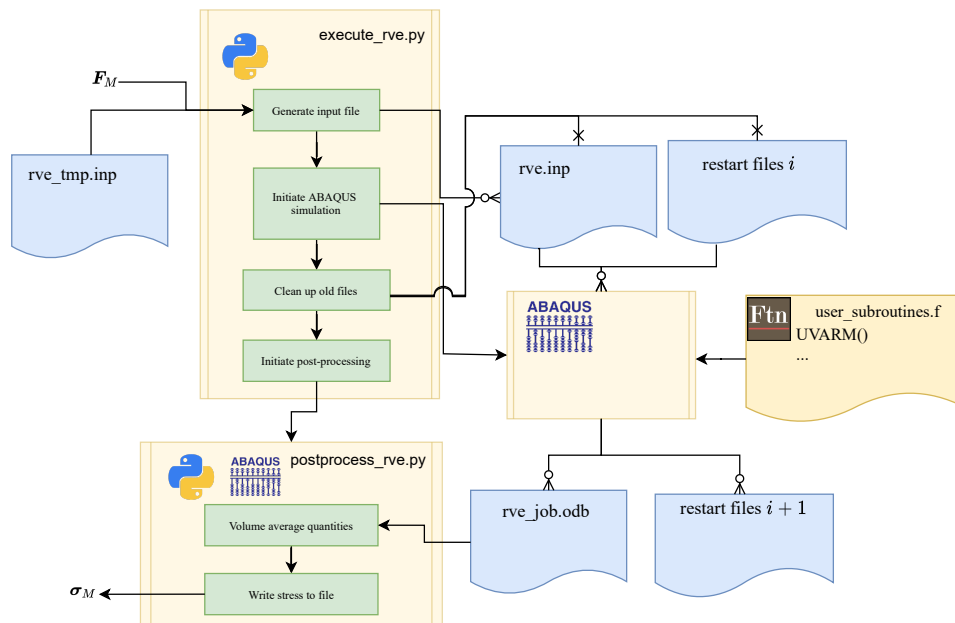 execute_rve.py
F_M
Generate input file
rve_tmp.inp
rve.inp
restart files i
Initiate ABAQUS
simulation
Clean up old files
ABAQUS
Ftn
user_subroutines.f
UVARM()
...
Initiate post-processing
ABAQUS
postprocess_rve.py
Volume average quantities
rve_job.odb
restart files i + 1
Write stress to file
σ_M